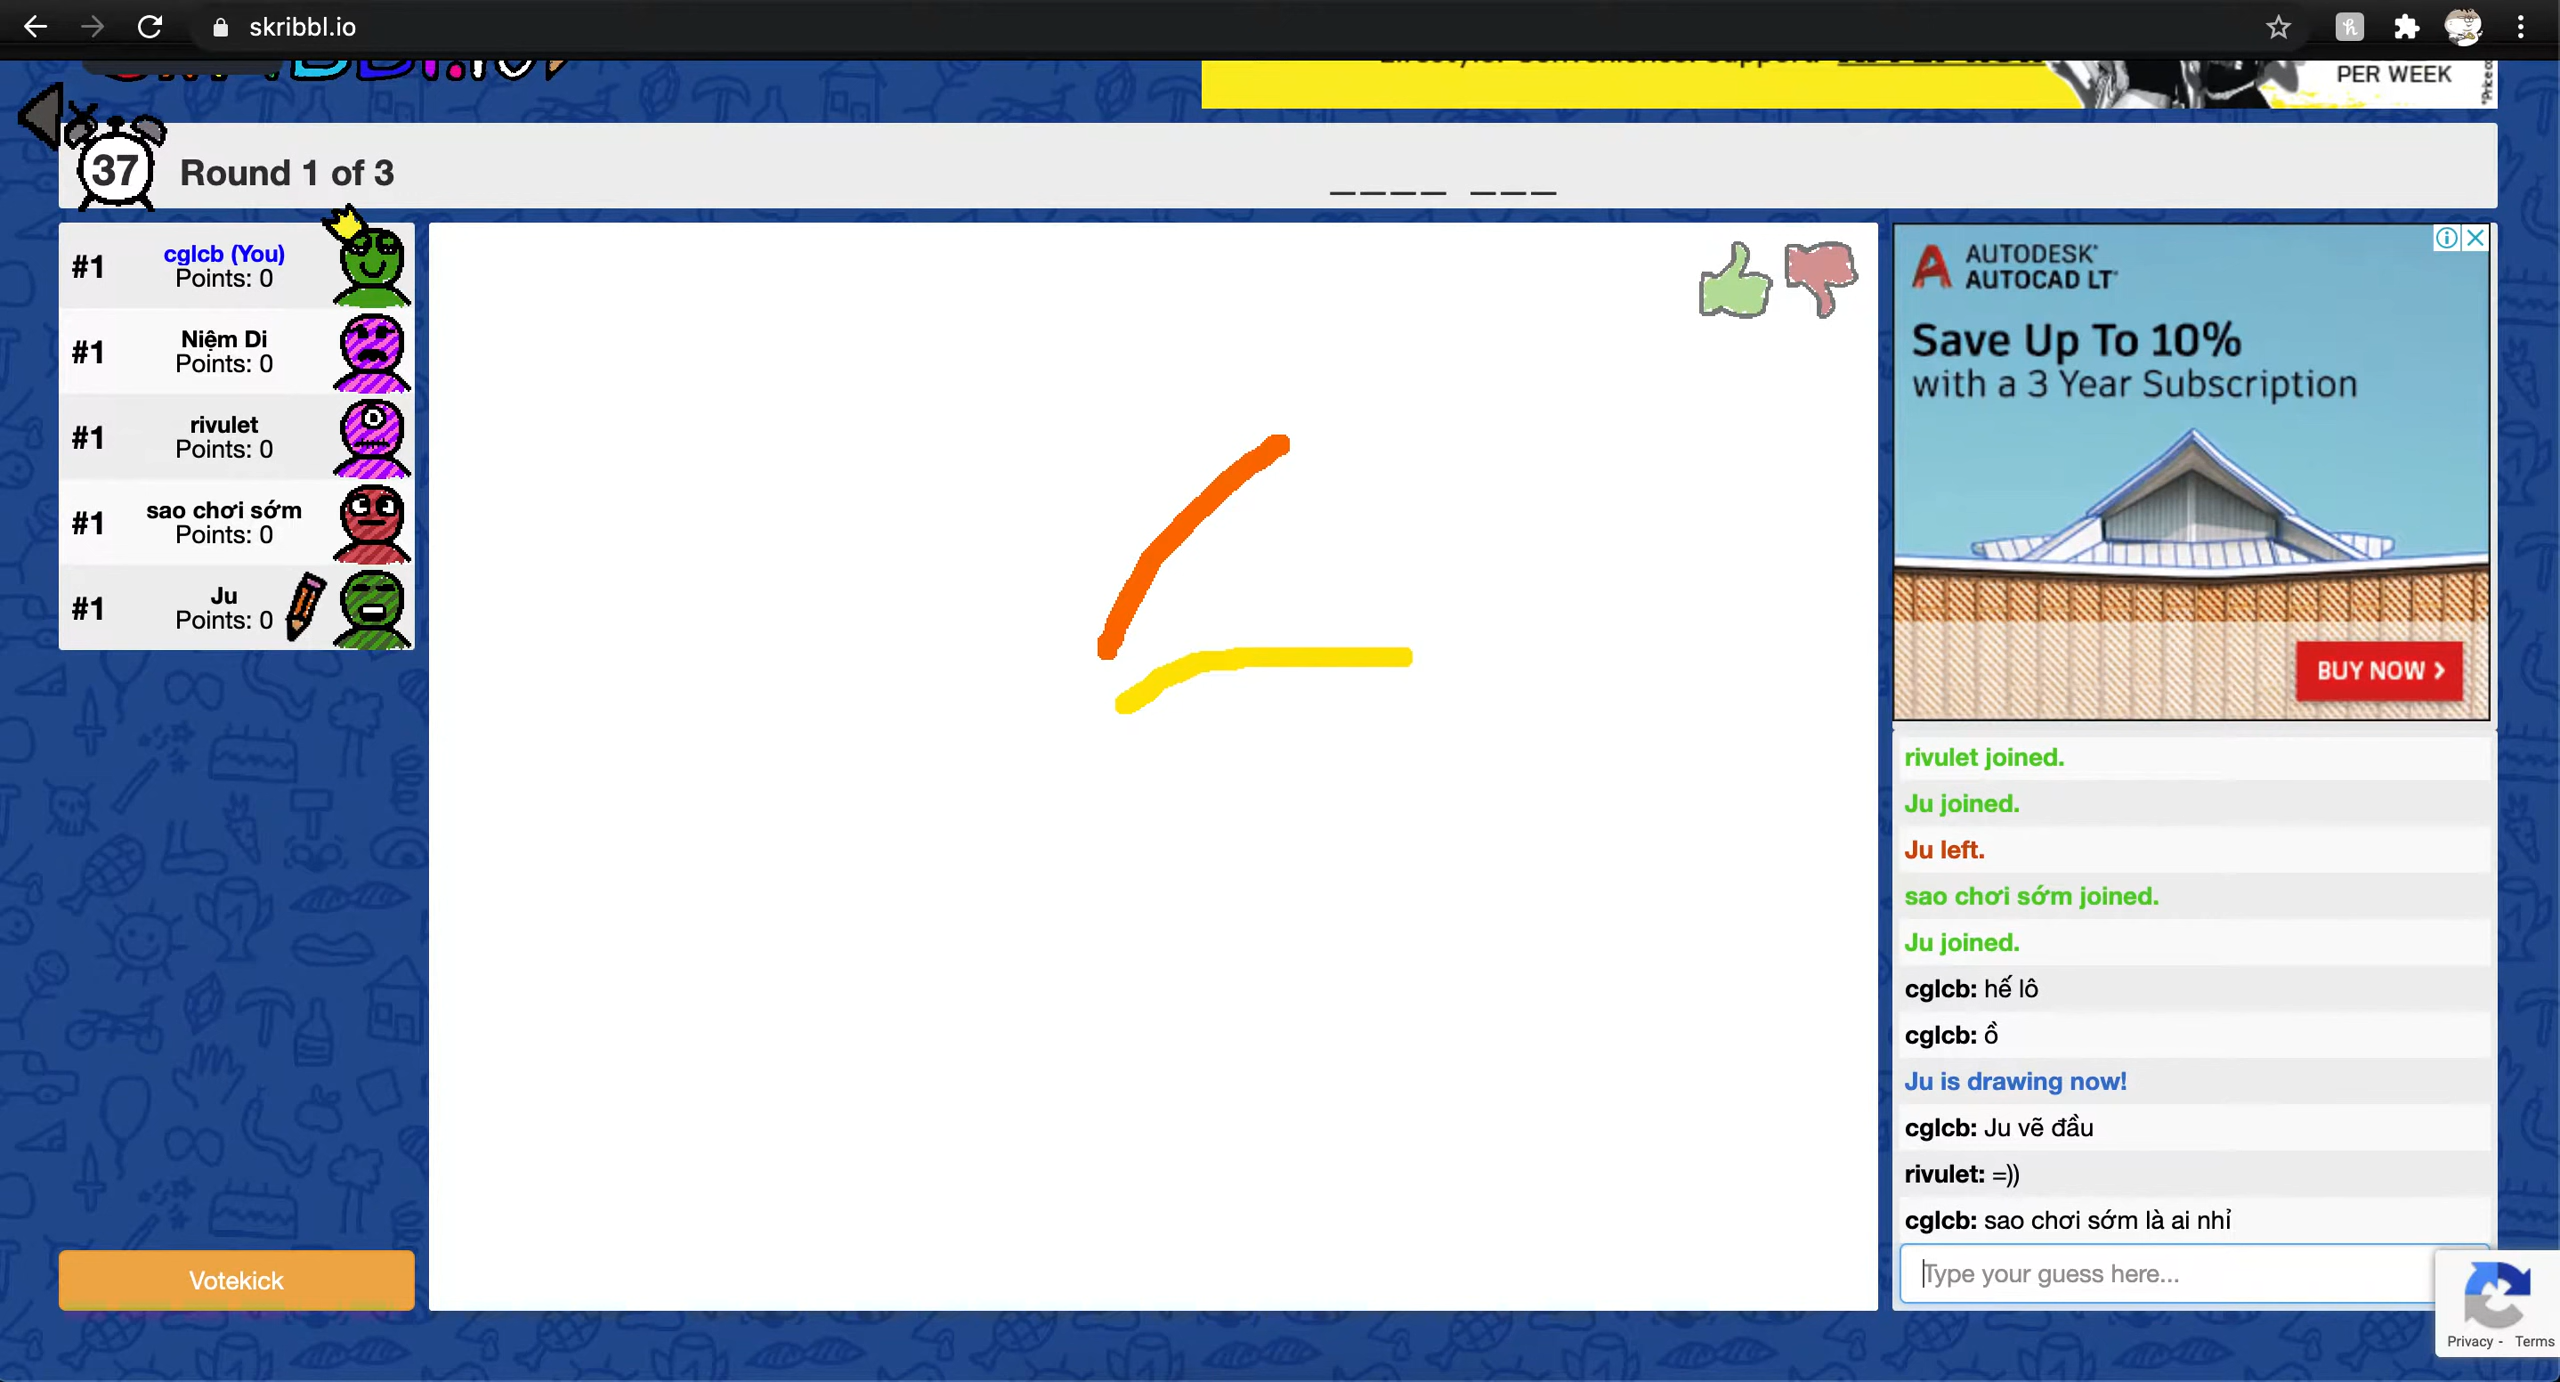 skribbl.io
PER WEEK
37
Round 1 of 3
____ ___
#1
cglcb (You)
Points: 0
#1
Niệm Di
Points: 0
#1
rivulet
Points: 0
#1
sao chơi sớm
Points: 0
#1
Ju
Points: 0
Votekick
AUTODESK
AUTOCAD LT
Save Up To 10%
with a 3 Year Subscription
BUY NOW >
rivulet joined.
Ju joined.
Ju left.
sao chơi sớm joined.
Ju joined.
cglcb: hế lô
cglcb: ồ
Ju is drawing now!
cglcb: Ju vẽ đầu
rivulet: =))
cglcb: sao chơi sớm là ai nhỉ
Type your guess here...
Privacy - Terms